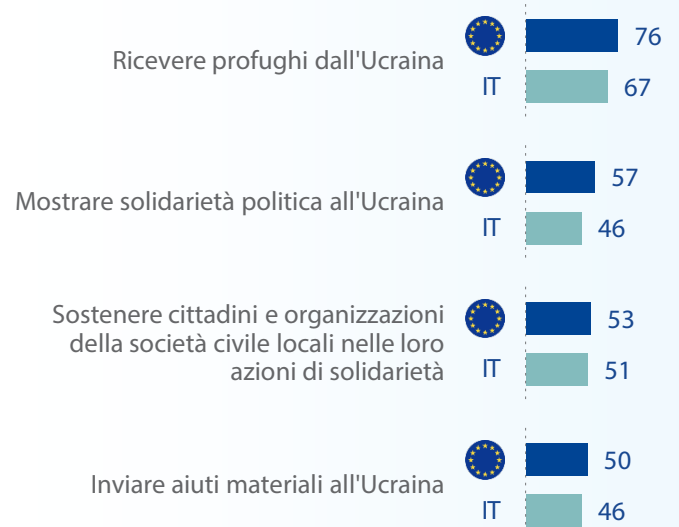 Ricevere profughi dall'Ucraina
76
IT
67
Mostrare solidarietà politica all'Ucraina
57
IT
46
Sostenere cittadini e organizzazioni
della società civile locali nelle loro
azioni di solidarietà
53
IT
51
Inviare aiuti materiali all'Ucraina
50
IT
46